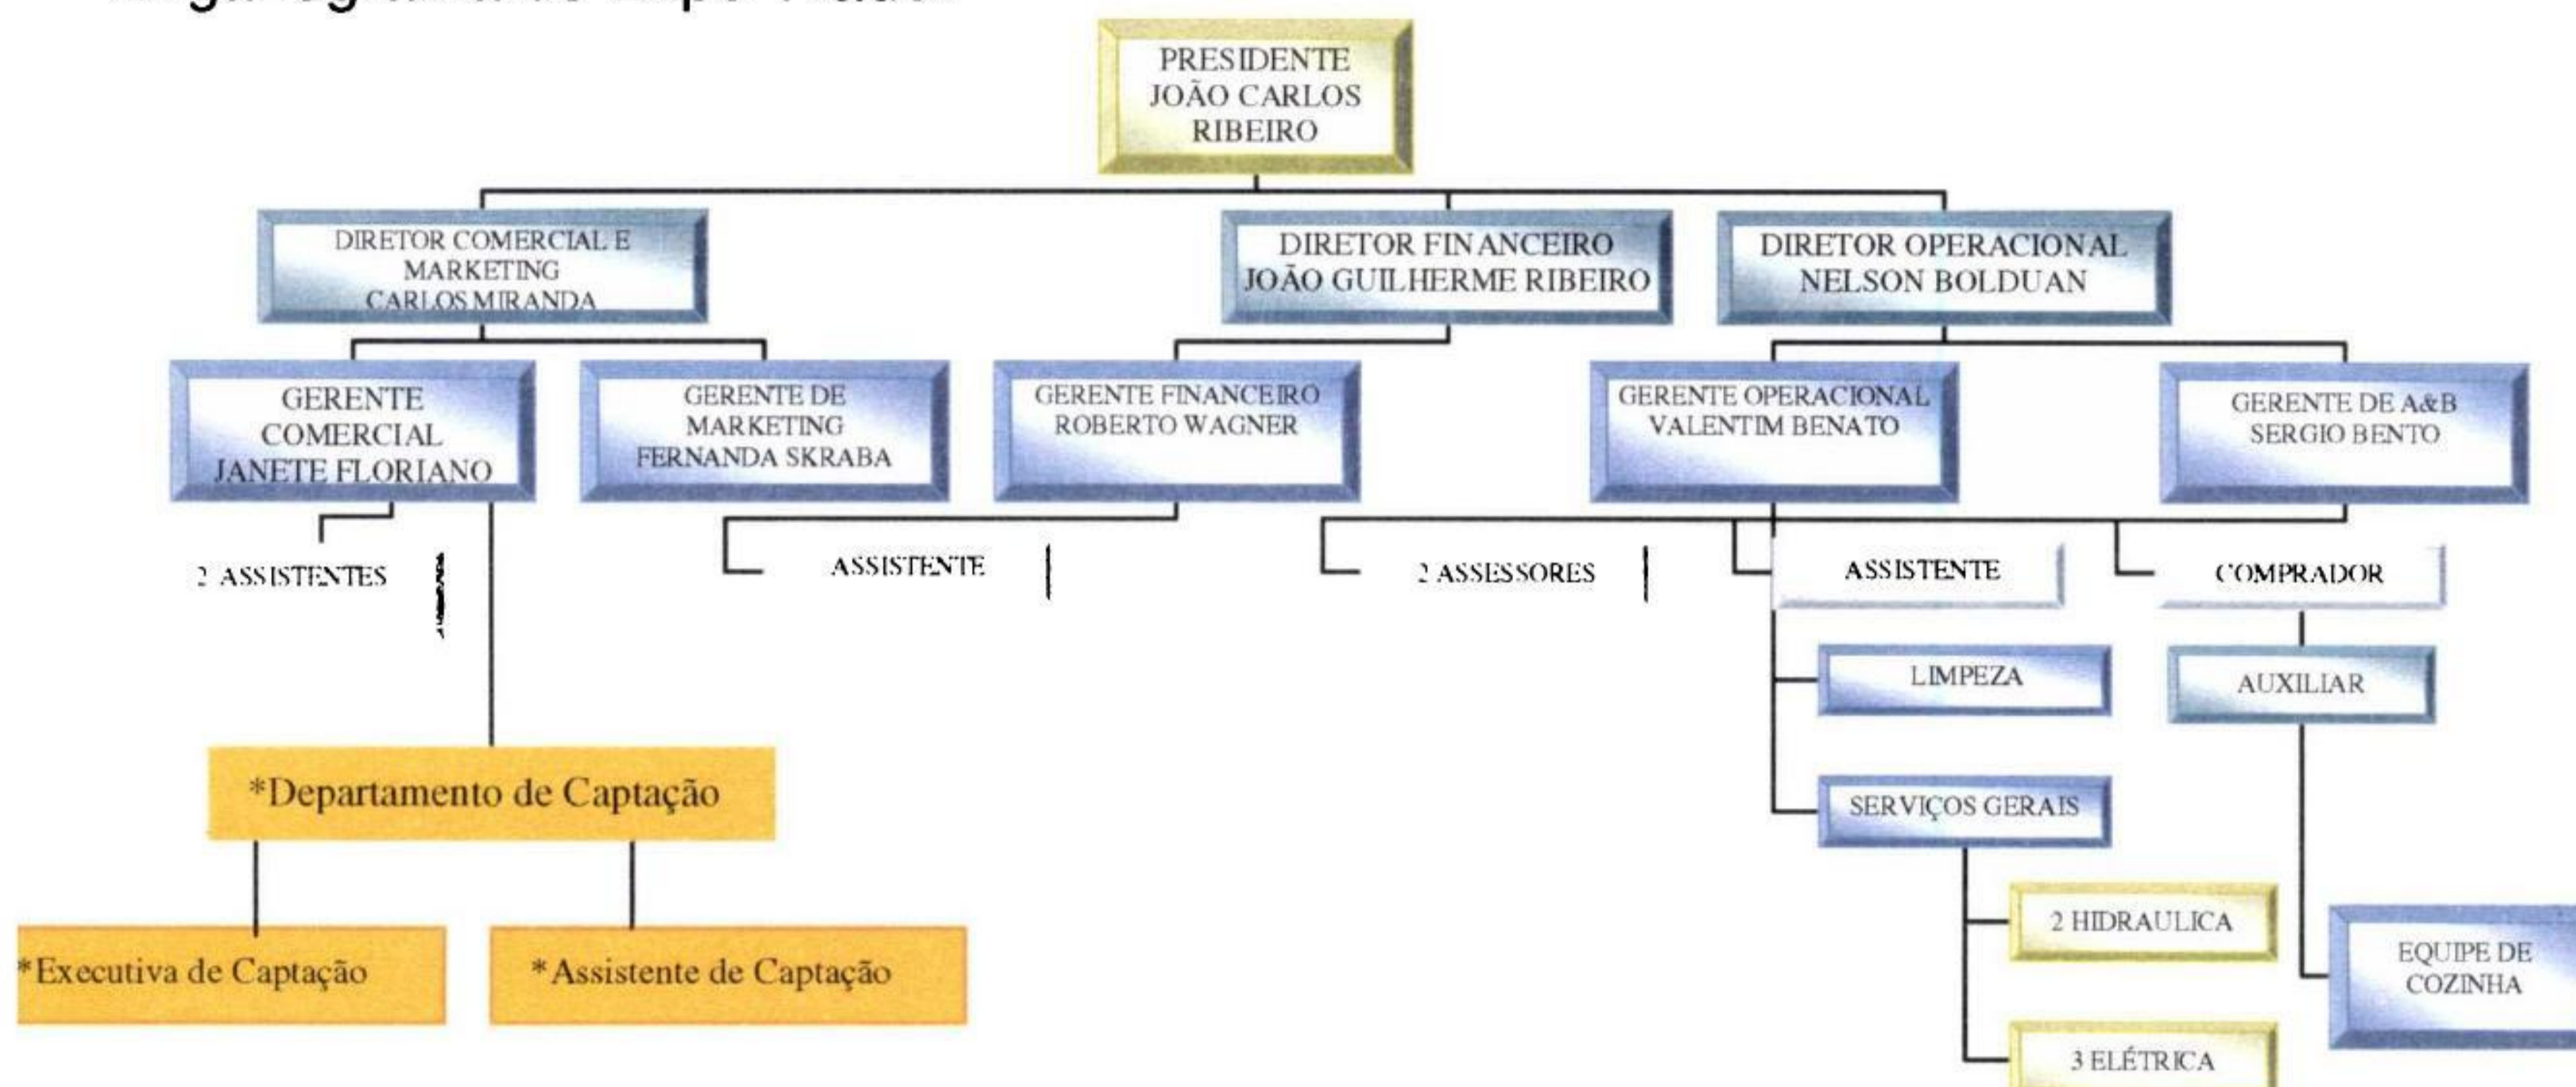 PRESIDENTE
JOÃO CARLOS
RIBEIRO
DIRETOR COMERCIAL E
MARKETING
CARLOS MIRANDA
DIRETOR FINANCEIRO
JOÃO GUILHERME RIBEIRO
DIRETOR OPERACIONAL
NELSON BOLDUAN
GERENTE
COMERCIAL
JANETE FLORIANO
GERENTE DE
MARKETING
FERNANDA SKRABA
GERENTE FINANCEIRO
ROBERTO WAGNER
GERENTE OPERACIONAL
VALENTIM BENATO
GERENTE DE A&B
SERGIO BENTO
2 ASSISTENTES
ASSISTENTE
2 ASSESSORES
ASSISTENTE
COMPRADOR
LIMPEZA
AUXILIAR
SERVIÇOS GERAIS
*Departamento de Captação
2 HIDRAULICA
EQUIPE DE
COZINHA
*Executiva de Captação
*Assistente de Captação
3 ELÉTRICA